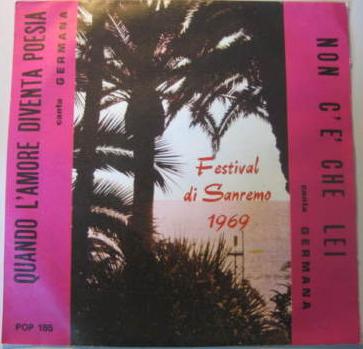 QUANDO L'AMORE DIVENTA POESIA
canta GERMANA
Festival
di Sanremo
1969
NON C'E' CHE LEI
canta GERMANA
POP 185